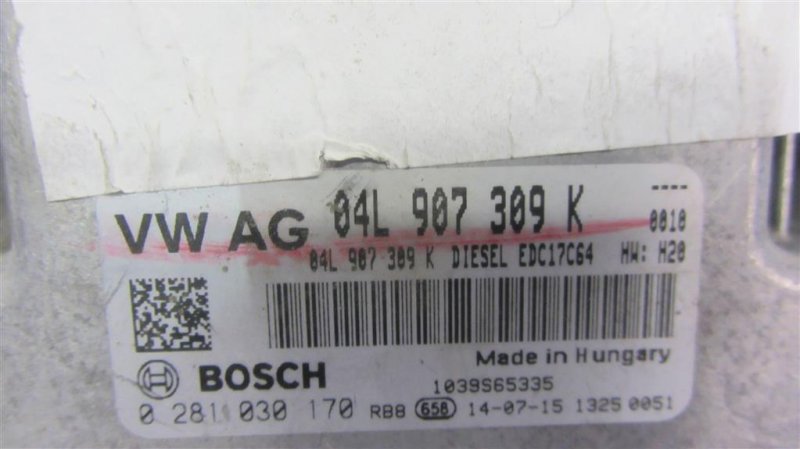 VW AG 04L 907 309 K ----
0010
04L 907 309 K DIESEL EDC17C64 HW: H20
Made in Hungary
BOSCH 1039S65335
0 281 030 170 RB8 658 14-07-15 1325 0051